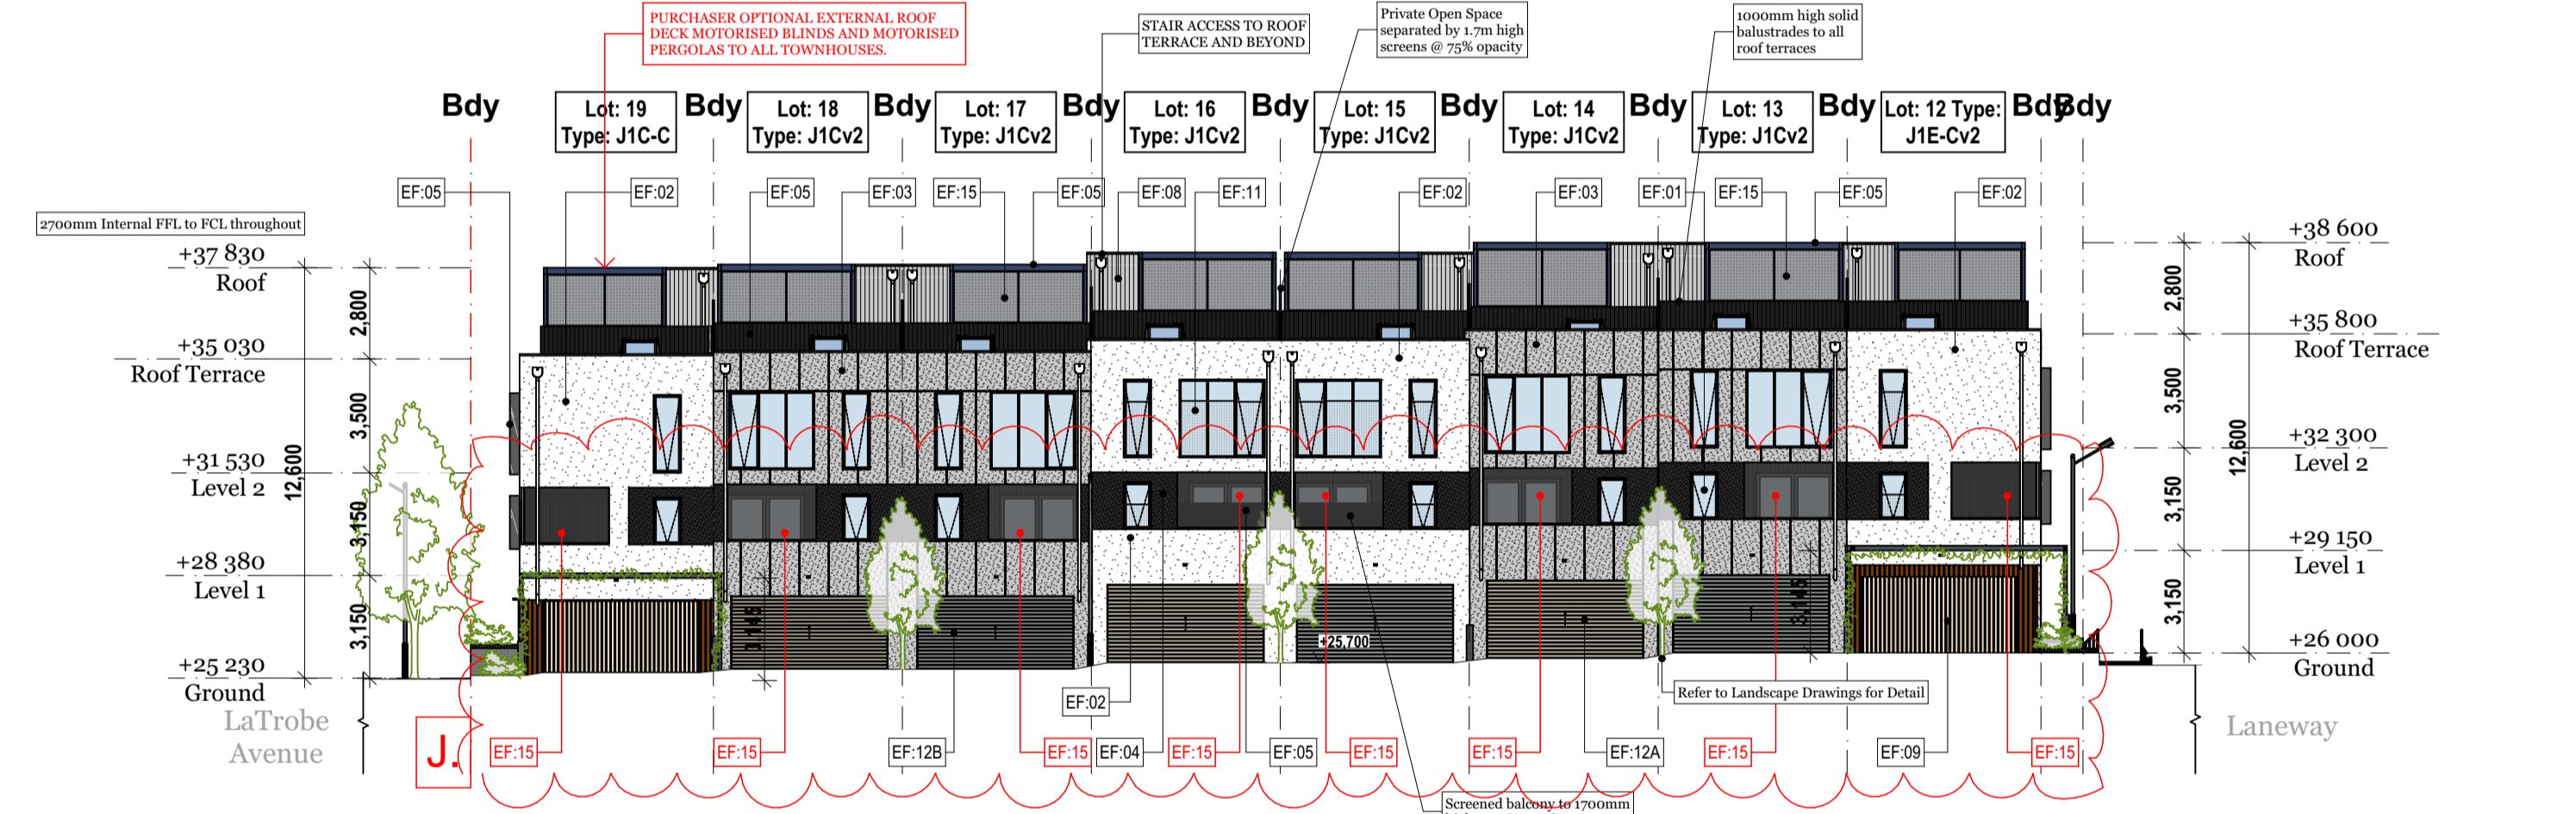 PURCHASER OPTIONAL EXTERNAL ROOF
DECK MOTORISED BLINDS AND MOTORISED
PERGOLAS TO ALL TOWNHOUSES.
STAIR ACCESS TO ROOF
TERRACE AND BEYOND
Private Open Space
separated by 1.7m high
screens @ 75% opacity
1000mm high solid
balustrades to all
roof terraces
Bdy
Lot: 19
Type: J1C-C
Bdy
Lot: 18
Type: J1Cv2
Bdy
Lot: 17
Type: J1Cv2
Bdy
Lot: 16
Type: J1Cv2
Bdy
Lot: 15
Type: J1Cv2
Bdy
Lot: 14
Type: J1Cv2
Bdy
Lot: 13
Type: J1Cv2
Bdy
Lot: 12 Type:
J1E-Cv2
Bdy
Bdy
EF:05
EF:02
EF:05
EF:03
EF:15
EF:05
EF:08
EF:11
EF:02
EF:03
EF:01
EF:15
EF:05
EF:02
2700mm Internal FFL to FCL throughout
+37 830
Roof
+35 030
Roof Terrace
+31 530
Level 2
+28 380
Level 1
+25 230
Ground
12,600
2,800
3,500
3,150
3,150
LaTrobe
Avenue
3,145
+25,700
3,145
+38 600
Roof
+35 800
Roof Terrace
+32 300
Level 2
+29 150
Level 1
+26 000
Ground
2,800
3,500
3,150
3,150
12,600
Laneway
EF:02
Refer to Landscape Drawings for Detail
J.
EF:15
EF:15
EF:12B
EF:15
EF:04
EF:15
EF:05
EF:15
EF:15
EF:12A
EF:15
EF:09
EF:15
Screened balcony to 1700mm